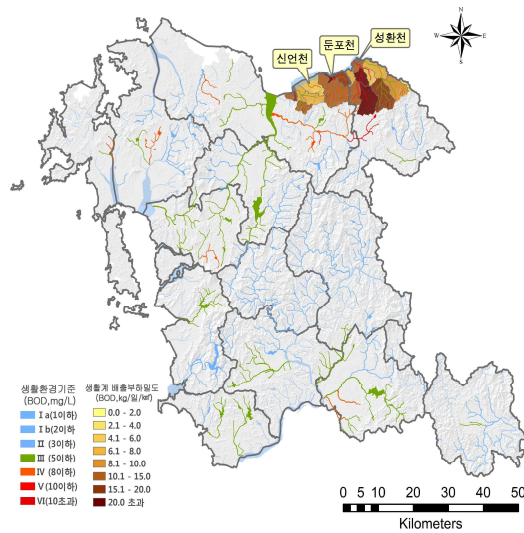 N
W
E
S
성환천
둔포천
신언천
생활환경기준
(BOD,mg/L)
Ⅰa(1이하)
Ⅰb(2이하
Ⅱ (3이하)
Ⅲ (5이하)
Ⅳ (8이하)
Ⅴ (10이하)
Ⅵ(10초과)
생활계 배출부하밀도
(BOD,kg/일/㎢)
0.0 - 2.0
2.1 - 4.0
4.1 - 6.0
6.1 - 8.0
8.1 - 10.0
10.1 - 15.0
15.1 - 20.0
20.0 초과
0 5 10 20 30 40 50
Kilometers